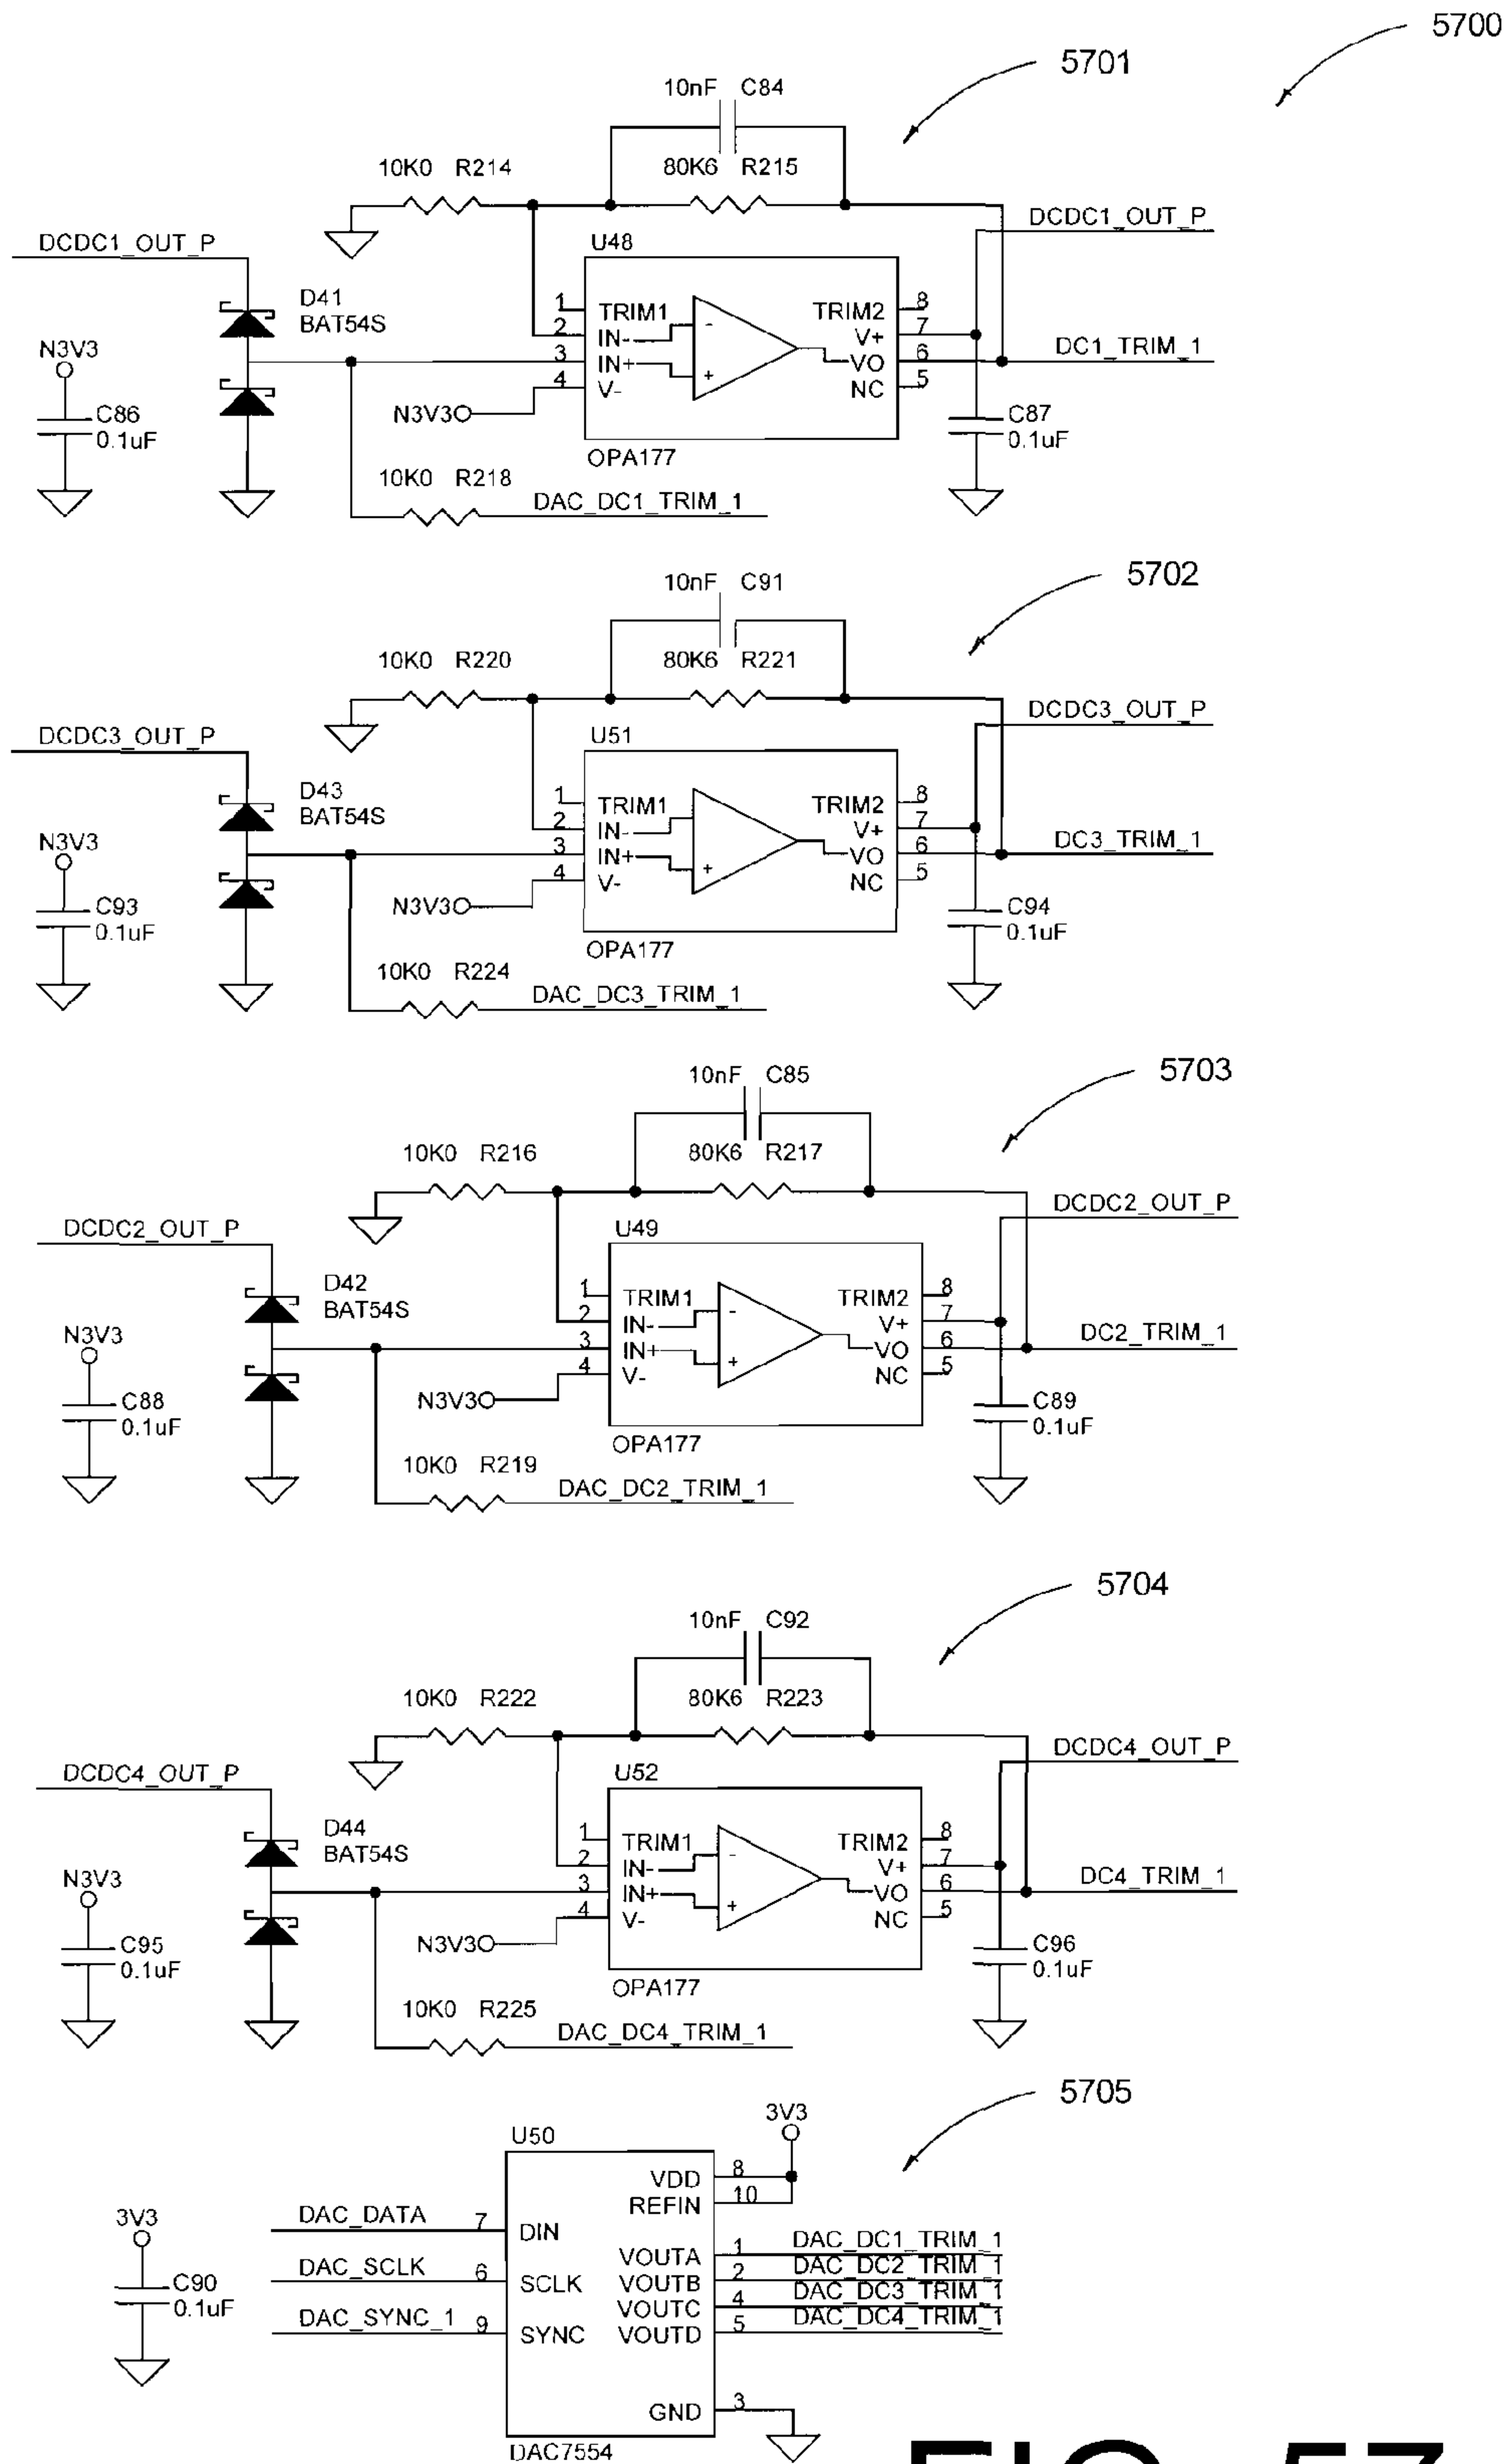 5700
5701
10nF C84
10K0 R214
80K6 R215
DCDC1_OUT_P
DCDC1_OUT_P
U48
D41
BAT54S
1 TRIM1
2 IN-
3 IN+
4 V-
-
+
TRIM2 8
V+ 7
VO 6
NC 5
DC1_TRIM_1
N3V3
C86
0.1uF
N3V3
C87
0.1uF
OPA177
10K0 R218
DAC_DC1_TRIM_1
5702
10nF C91
10K0 R220
80K6 R221
DCDC3_OUT_P
DCDC3_OUT_P
U51
D43
BAT54S
1 TRIM1
2 IN-
3 IN+
4 V-
-
+
TRIM2 8
V+ 7
VO 6
NC 5
DC3_TRIM_1
N3V3
C93
0.1uF
N3V3
C94
0.1uF
OPA177
10K0 R224
DAC_DC3_TRIM_1
5703
10nF C85
10K0 R216
80K6 R217
DCDC2_OUT_P
DCDC2_OUT_P
U49
D42
BAT54S
1 TRIM1
2 IN-
3 IN+
4 V-
-
+
TRIM2 8
V+ 7
VO 6
NC 5
DC2_TRIM_1
N3V3
C88
0.1uF
N3V3
C89
0.1uF
OPA177
10K0 R219
DAC_DC2_TRIM_1
5704
10nF C92
10K0 R222
80K6 R223
DCDC4_OUT_P
DCDC4_OUT_P
U52
D44
BAT54S
1 TRIM1
2 IN-
3 IN+
4 V-
-
+
TRIM2 8
V+ 7
VO 6
NC 5
DC4_TRIM_1
N3V3
C95
0.1uF
N3V3
C96
0.1uF
OPA177
10K0 R225
DAC_DC4_TRIM_1
5705
3V3
U50
VDD 8
REFIN 10
3V3
C90
0.1uF
DAC_DATA 7 DIN
DAC_SCLK 6 SCLK
DAC_SYNC_1 9 SYNC
VOUTA 1 DAC_DC1_TRIM_1
VOUTB 2 DAC_DC2_TRIM_1
VOUTC 4 DAC_DC3_TRIM_1
VOUTD 5 DAC_DC4_TRIM_1
GND 3
DAC7554
FIG. 57